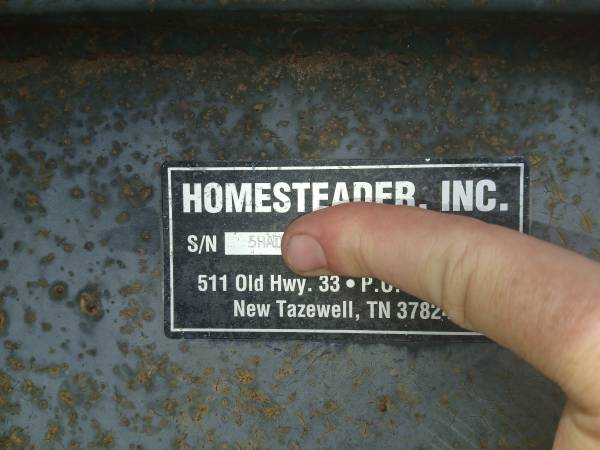 HOMESTEADER, INC.
S/N
511 Old Hwy. 33 •
New Tazewell, TN